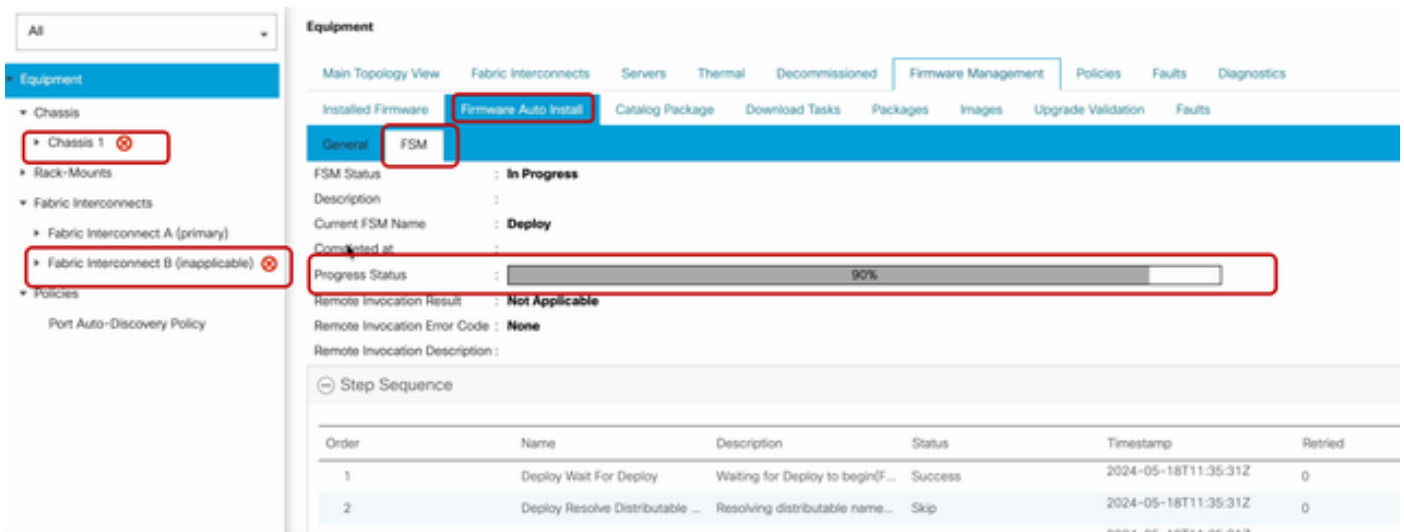 All
Equipment
Chassis
Chassis 1
Rack-Mounts
Fabric Interconnects
Fabric Interconnect A (primary)
Fabric Interconnect B (inapplicable)
Policies
Port Auto-Discovery Policy
Equipment
Main Topology View Fabric Interconnects Servers Thermal Decommissioned Firmware Management Policies Faults Diagnostics
Installed Firmware Firmware Auto Install Catalog Package Download Tasks Packages Images Upgrade Validation Faults
General FSM
FSM Status : In Progress
Description :
Current FSM Name : Deploy
Completed at :
Progress Status : 90%
Remote Invocation Result : Not Applicable
Remote Invocation Error Code : None
Remote Invocation Description :
Step Sequence
Order Name Description Status Timestamp Retried
1 Deploy Wait For Deploy Waiting for Deploy to begin(F... Success 2024-05-18T11:35:31Z 0
2 Deploy Resolve Distributable ... Resolving distributable name... Skip 2024-05-18T11:35:31Z 0